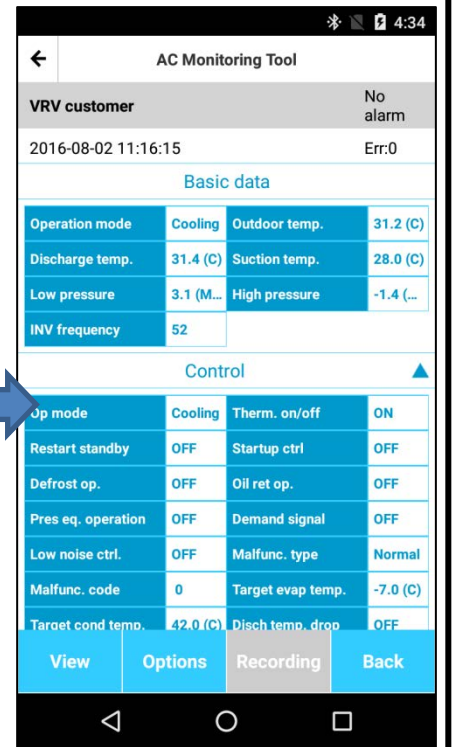 4:34
AC Monitoring Tool
VRV customer No alarm
2016-08-02 11:16:15 Err:0
Basic data
Operation mode Cooling Outdoor temp. 31.2 (C)
Discharge temp. 31.4 (C) Suction temp. 28.0 (C)
Low pressure 3.1 (M... High pressure -1.4 (...
INV frequency 52
Control
Op mode Cooling Therm. on/off ON
Restart standby OFF Startup ctrl OFF
Defrost op. OFF Oil ret op. OFF
Pres eq. operation OFF Demand signal OFF
Low noise ctrl. OFF Malfunc. type Normal
Malfunc. code 0 Target evap temp. -7.0 (C)
Target cond temp. 42.0 (C) Disch temp. drop OFF
View Options Recording Back